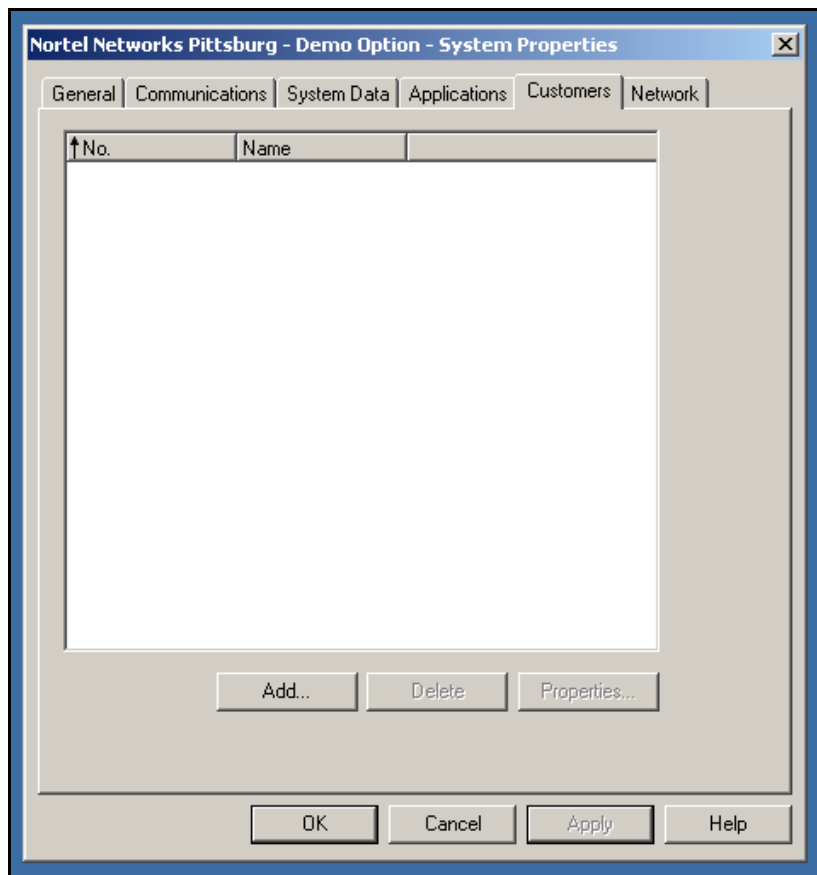 Nortel Networks Pittsburg - Demo Option - System Properties
General Communications System Data Applications Customers Network
No. Name
Add... Delete Properties...
OK Cancel Apply Help